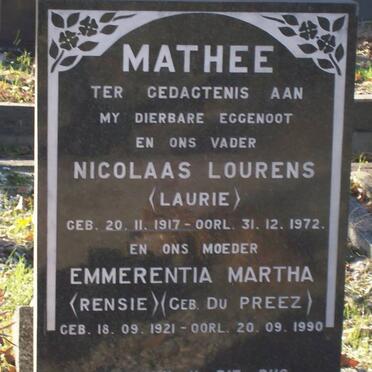 MATHEE
TER GEDAGTENIS AAN
MY DIERBARE EGGENOOT
EN ONS VADER
NICOLAAS LOURENS
(LAURIE)
GEB. 20. 11. 1917 - OORL. 31. 12. 1972.
EN ONS MOEDER
EMMERENTIA MARTHA
(RENSIE) (GEB. DU PREEZ)
GEB. 18. 09. 1921 - OORL. 20. 09. 1990